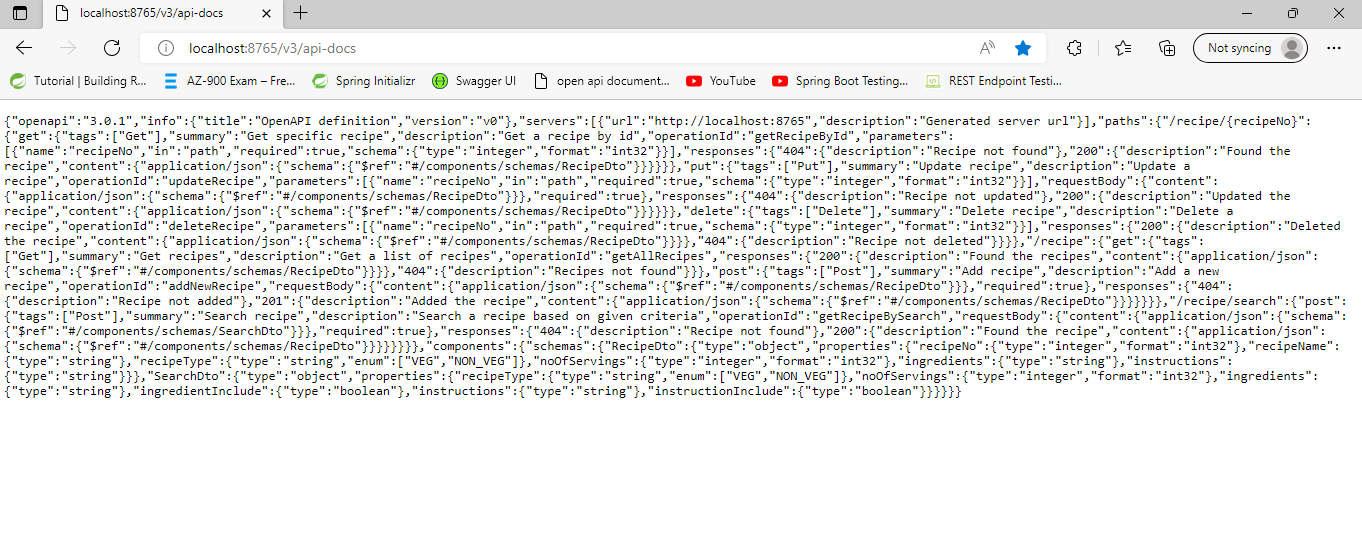 localhost:8765/v3/api-docs
localhost:8765/v3/api-docs
Not syncing
Tutorial | Building R... AZ-900 Exam – Fre... Spring Initializr Swagger UI open api document... YouTube Spring Boot Testing... REST Endpoint Testi...
{"openapi":"3.0.1","info":{"title":"OpenAPI definition","version":"v0"},"servers":[{"url":"http://localhost:8765","description":"Generated server url"}],"paths":{"/recipe/{recipeNo}":
{"get":{"tags":["Get"],"summary":"Get specific recipe","description":"Get a recipe by id","operationId":"getRecipeById","parameters":
[{"name":"recipeNo","in":"path","required":true,"schema":{"type":"integer","format":"int32"}}],"responses":{"404":{"description":"Recipe not found"},"200":{"description":"Found the
recipe","content":{"application/json":{"schema":{"$ref":"#/components/schemas/RecipeDto"}}}}}},"put":{"tags":["Put"],"summary":"Update recipe","description":"Update a
recipe","operationId":"updateRecipe","parameters":[{"name":"recipeNo","in":"path","required":true,"schema":{"type":"integer","format":"int32"}}],"requestBody":{"content":
{"application/json":{"schema":{"$ref":"#/components/schemas/RecipeDto"}}},"required":true},"responses":{"404":{"description":"Recipe not updated"},"200":{"description":"Updated the
recipe","content":{"application/json":{"schema":{"$ref":"#/components/schemas/RecipeDto"}}}}}},"delete":{"tags":["Delete"],"summary":"Delete recipe","description":"Delete a
recipe","operationId":"deleteRecipe","parameters":[{"name":"recipeNo","in":"path","required":true,"schema":{"type":"integer","format":"int32"}}],"responses":{"200":{"description":"Deleted
the recipe","content":{"application/json":{"schema":{"$ref":"#/components/schemas/RecipeDto"}}}},"404":{"description":"Recipe not deleted"}}}},"/recipe":{"get":{"tags":
["Get"],"summary":"Get recipes","description":"Get a list of recipes","operationId":"getAllRecipes","responses":{"200":{"description":"Found the recipes","content":{"application/json":
{"schema":{"$ref":"#/components/schemas/RecipeDto"}}}},"404":{"description":"Recipes not found"}}},"post":{"tags":["Post"],"summary":"Add recipe","description":"Add a new
recipe","operationId":"addNewRecipe","requestBody":{"content":{"application/json":{"schema":{"$ref":"#/components/schemas/RecipeDto"}}},"required":true},"responses":{"404":
{"description":"Recipe not added"},"201":{"description":"Added the recipe","content":{"application/json":{"schema":{"$ref":"#/components/schemas/RecipeDto"}}}}}}},"/recipe/search":{"post":
{"tags":["Post"],"summary":"Search recipe","description":"Search a recipe based on given criteria","operationId":"getRecipeBySearch","requestBody":{"content":{"application/json":{"schema":
{"$ref":"#/components/schemas/SearchDto"}}},"required":true},"responses":{"404":{"description":"Recipe not found"},"200":{"description":"Found the recipe","content":{"application/json":
{"schema":{"$ref":"#/components/schemas/RecipeDto"}}}}}}}},"components":{"schemas":{"RecipeDto":{"type":"object","properties":{"recipeNo":{"type":"integer","format":"int32"},"recipeName":
{"type":"string"},"recipeType":{"type":"string","enum":["VEG","NON_VEG"]},"noOfServings":{"type":"integer","format":"int32"},"ingredients":{"type":"string"},"instructions":
{"type":"string"}}},"SearchDto":{"type":"object","properties":{"recipeType":{"type":"string","enum":["VEG","NON_VEG"]},"noOfServings":{"type":"integer","format":"int32"},"ingredients":
{"type":"string"},"ingredientInclude":{"type":"boolean"},"instructions":{"type":"string"},"instructionInclude":{"type":"boolean"}}}}}}